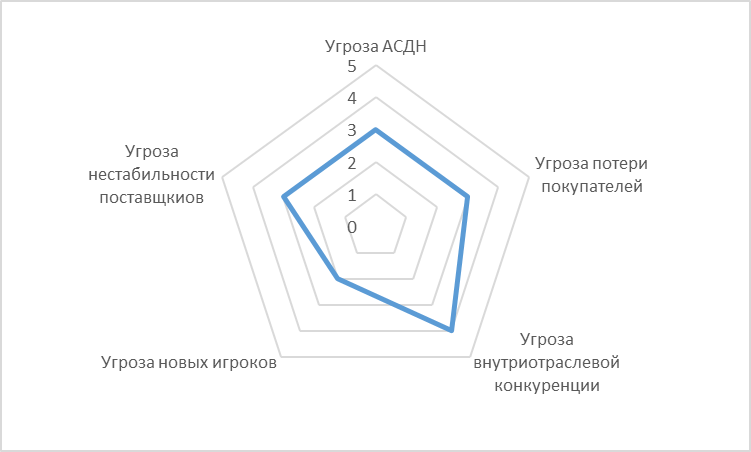 Угроза АСДН
5
4
3
2
1
0
Угроза потери
покупателей
Угроза
внутриотраслевой
конкуренции
Угроза новых игроков
Угроза
нестабильности
поставщкиов